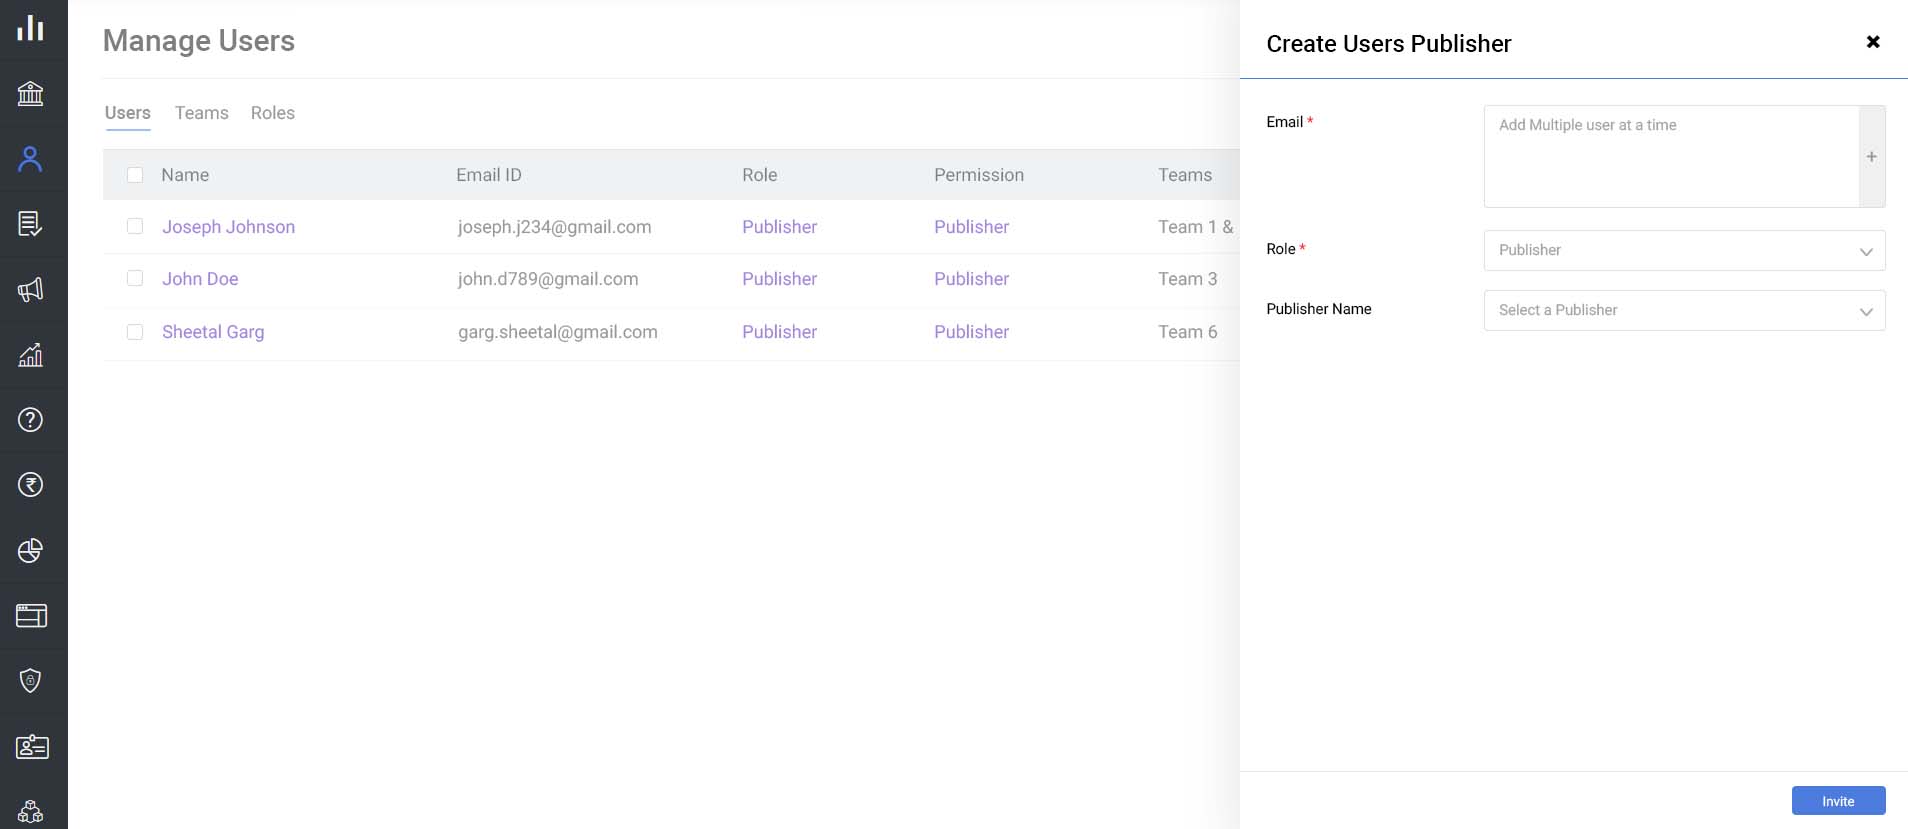 Manage Users
Users Teams Roles
Name Email ID Role Permission Teams
Joseph Johnson joseph.j234@gmail.com Publisher Publisher Team 1 &
John Doe john.d789@gmail.com Publisher Publisher Team 3
Sheetal Garg garg.sheetal@gmail.com Publisher Publisher Team 6
Create Users Publisher
Email *
Add Multiple user at a time
+
Role *
Publisher
Publisher Name
Select a Publisher
Invite